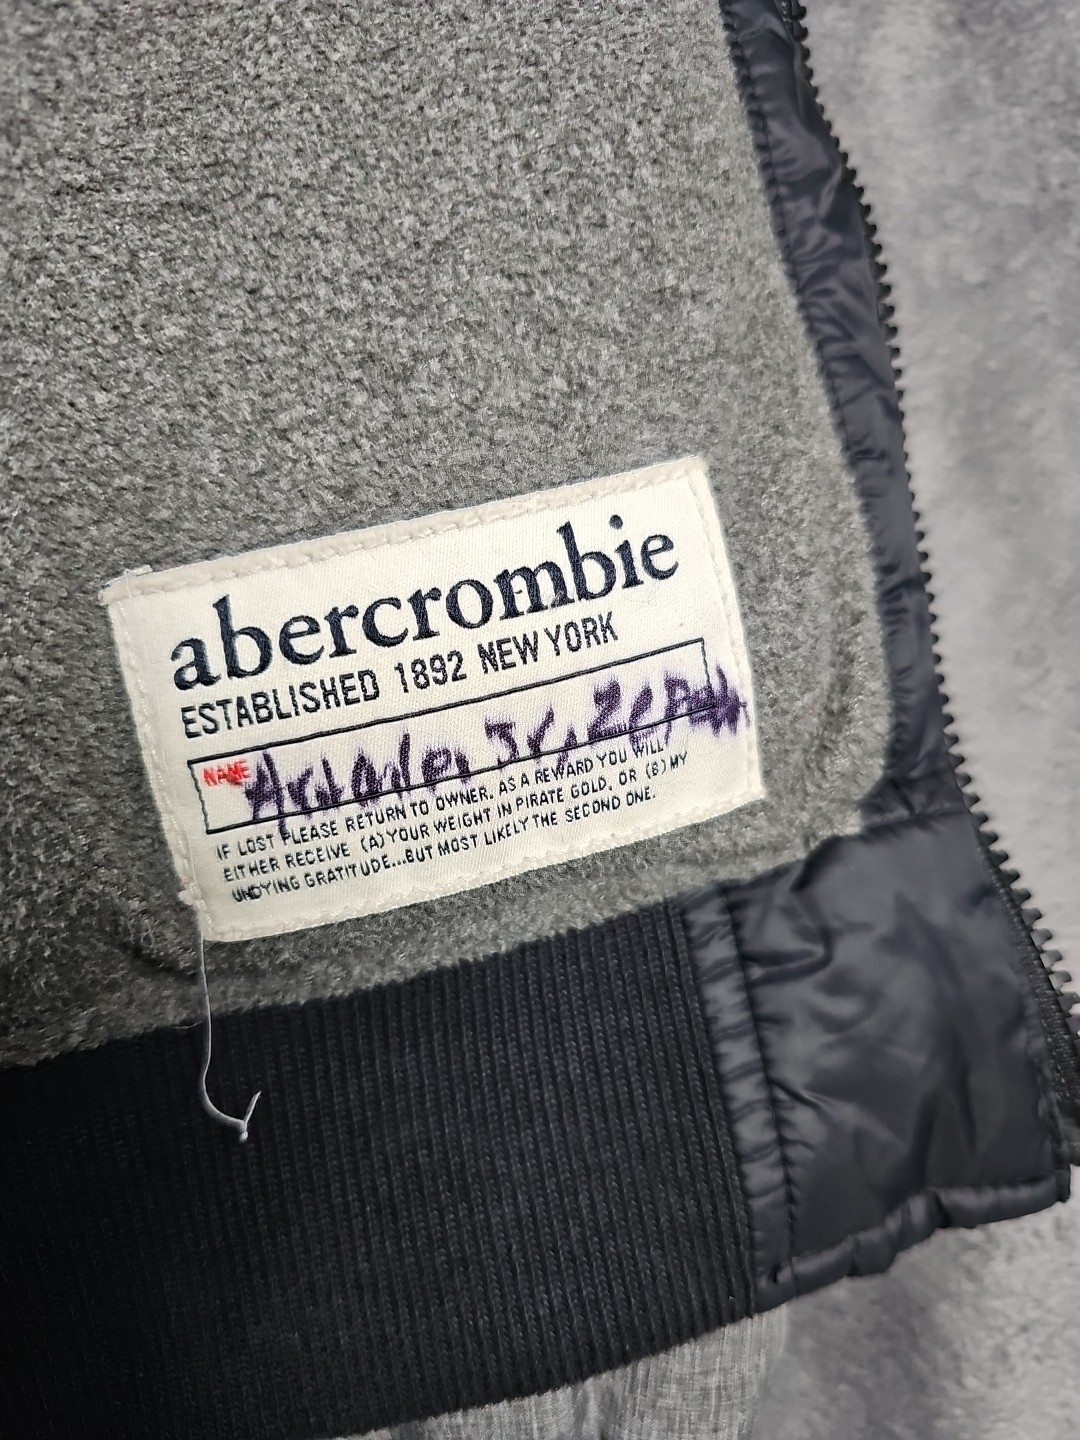 abercrombie
ESTABLISHED 1892 NEW YORK
NAME
IF LOST PLEASE RETURN TO OWNER. AS A REWARD YOU WILL
EITHER RECEIVE (A) YOUR WEIGHT IN PIRATE GOLD, OR (B) MY
UNDYING GRATITUDE...BUT MOST LIKELY THE SECOND ONE.